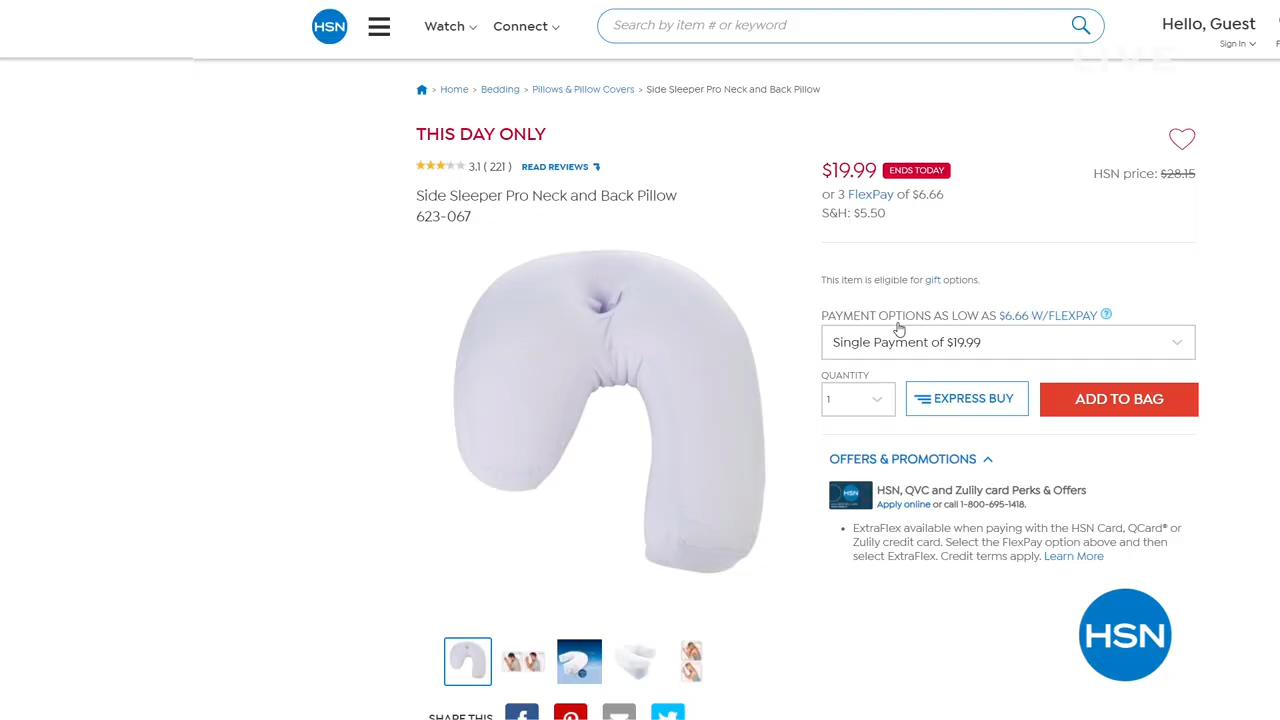 HSN
Watch
Connect
Search by item # or keyword
Hello, Guest
Sign In
LIVE
> Home > Bedding > Pillows & Pillow Covers > Side Sleeper Pro Neck and Back Pillow
THIS DAY ONLY
3.1 ( 221 ) READ REVIEWS
Side Sleeper Pro Neck and Back Pillow
623-067
$19.99 ENDS TODAY
HSN price: $28.15
or 3 FlexPay of $6.66
S&H: $5.50
This item is eligible for gift options.
PAYMENT OPTIONS AS LOW AS $6.66 W/FLEXPAY ?
Single Payment of $19.99
QUANTITY
1
EXPRESS BUY
ADD TO BAG
OFFERS & PROMOTIONS
HSN
HSN, QVC and Zulily card Perks & Offers
Apply online or call 1-800-695-1418.
• ExtraFlex available when paying with the HSN Card, QCard® or
Zulily credit card. Select the FlexPay option above and then
select ExtraFlex. Credit terms apply. Learn More
HSN
SHARE THIS